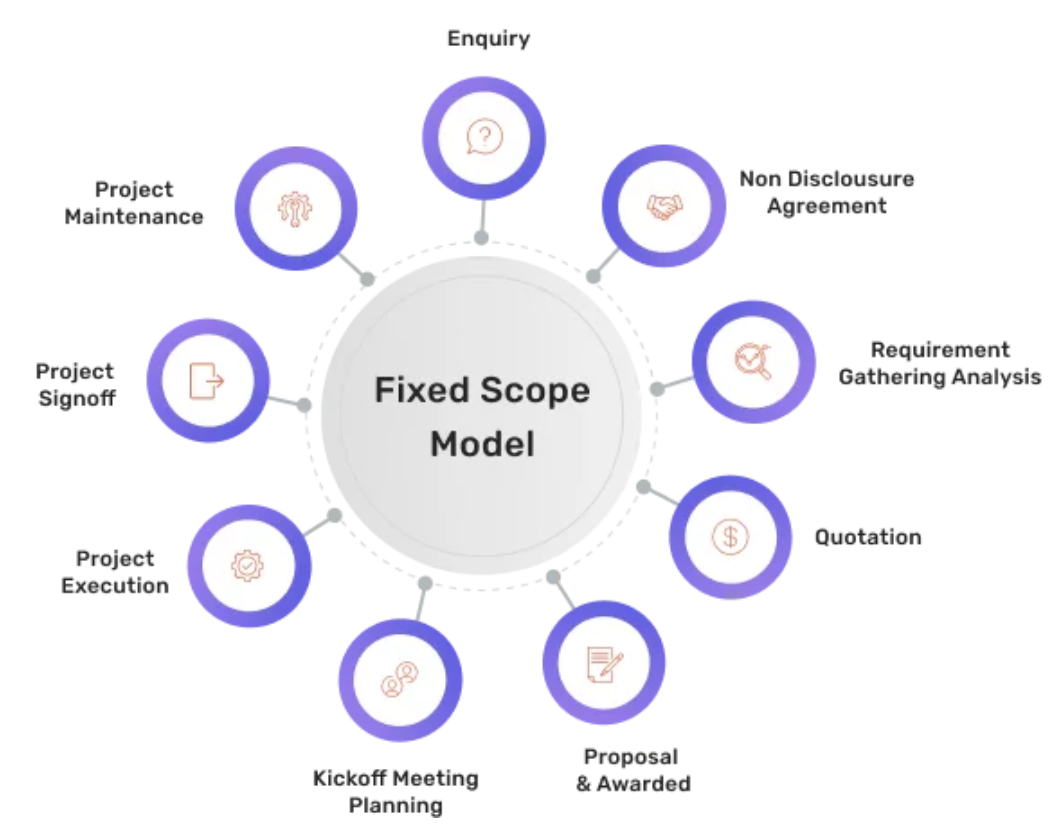 Enquiry
Non Disclousure
Agreement
Requirement
Gathering Analysis
Quotation
Proposal
& Awarded
Kickoff Meeting
Planning
Project
Execution
Project
Signoff
Project
Maintenance
Fixed Scope
Model